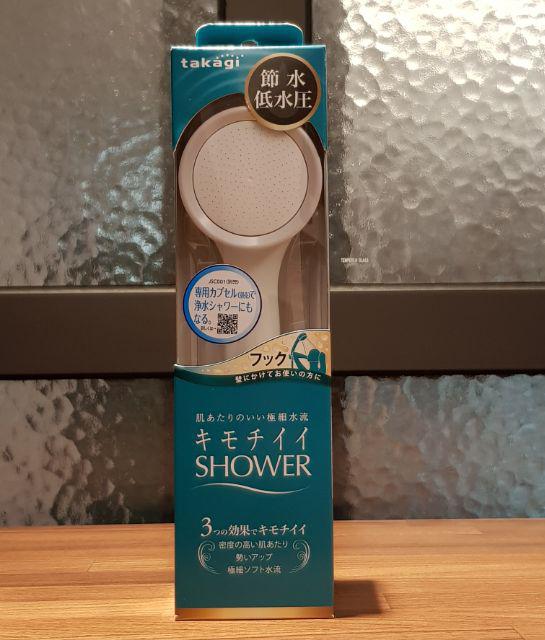 takagi
節水
低水圧
TEMPERED GLASS
JSC001
専用カプセル(別売)で
浄水シャワーにも
なる。
フック
壁にかけてお使いの方に
肌あたりのいい極細水流
キモチイイ
SHOWER
3つの効果でキモチイイ
密度の高い肌あたり
勢いアップ
極細ソフト水流